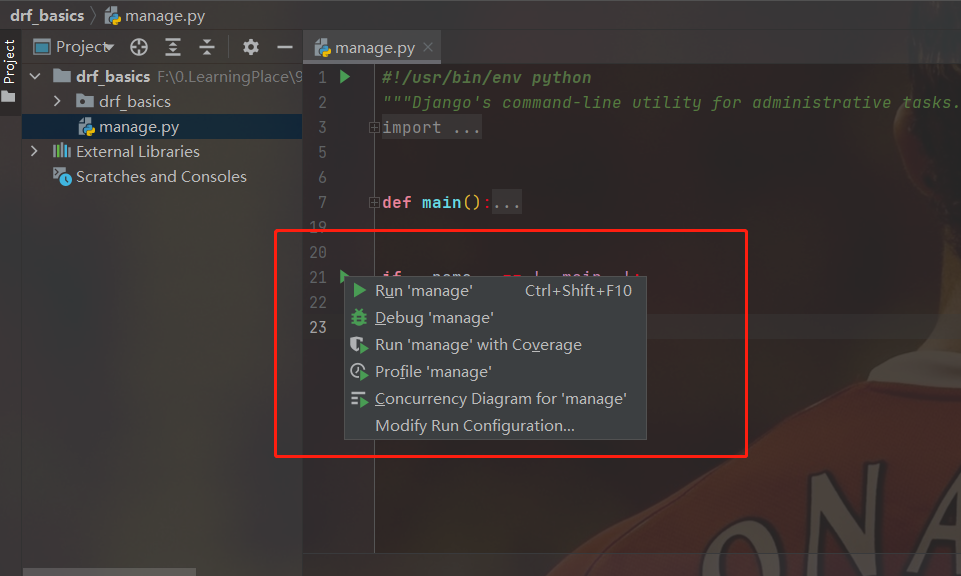 drf_basics
manage.py
Project
Project
manage.py
drf_basics F:\0.LearningPlace\9
drf_basics
manage.py
External Libraries
Scratches and Consoles
1 #!/usr/bin/env python
2 """Django's command-line utility for administrative tasks.
3 import ...
5
6
7 def main():...
19
20
21
22
23
Run 'manage' Ctrl+Shift+F10
Debug 'manage'
Run 'manage' with Coverage
Profile 'manage'
Concurrency Diagram for 'manage'
Modify Run Configuration...
ONA